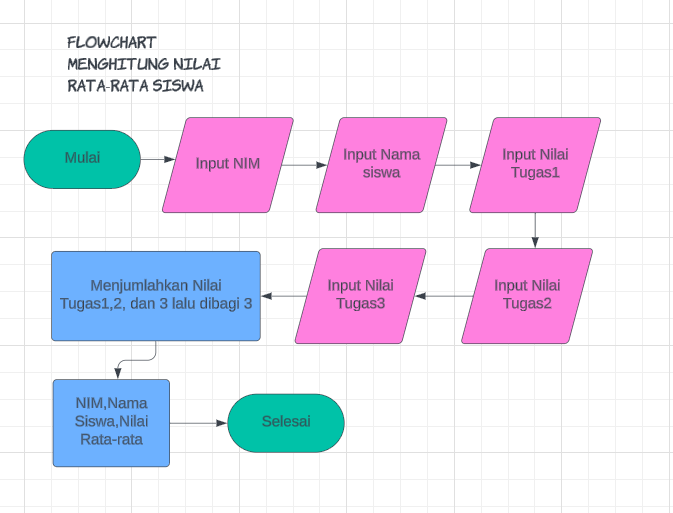 FLOWCHART
MENGHITUNG NILAI
RATA-RATA SISWA
Mulai
Input NIM
Input Nama
siswa
Input Nilai
Tugas1
Input Nilai
Tugas2
Input Nilai
Tugas3
Menjumlahkan Nilai
Tugas1,2, dan 3 lalu dibagi 3
NIM,Nama
Siswa,Nilai
Rata-rata
Selesai